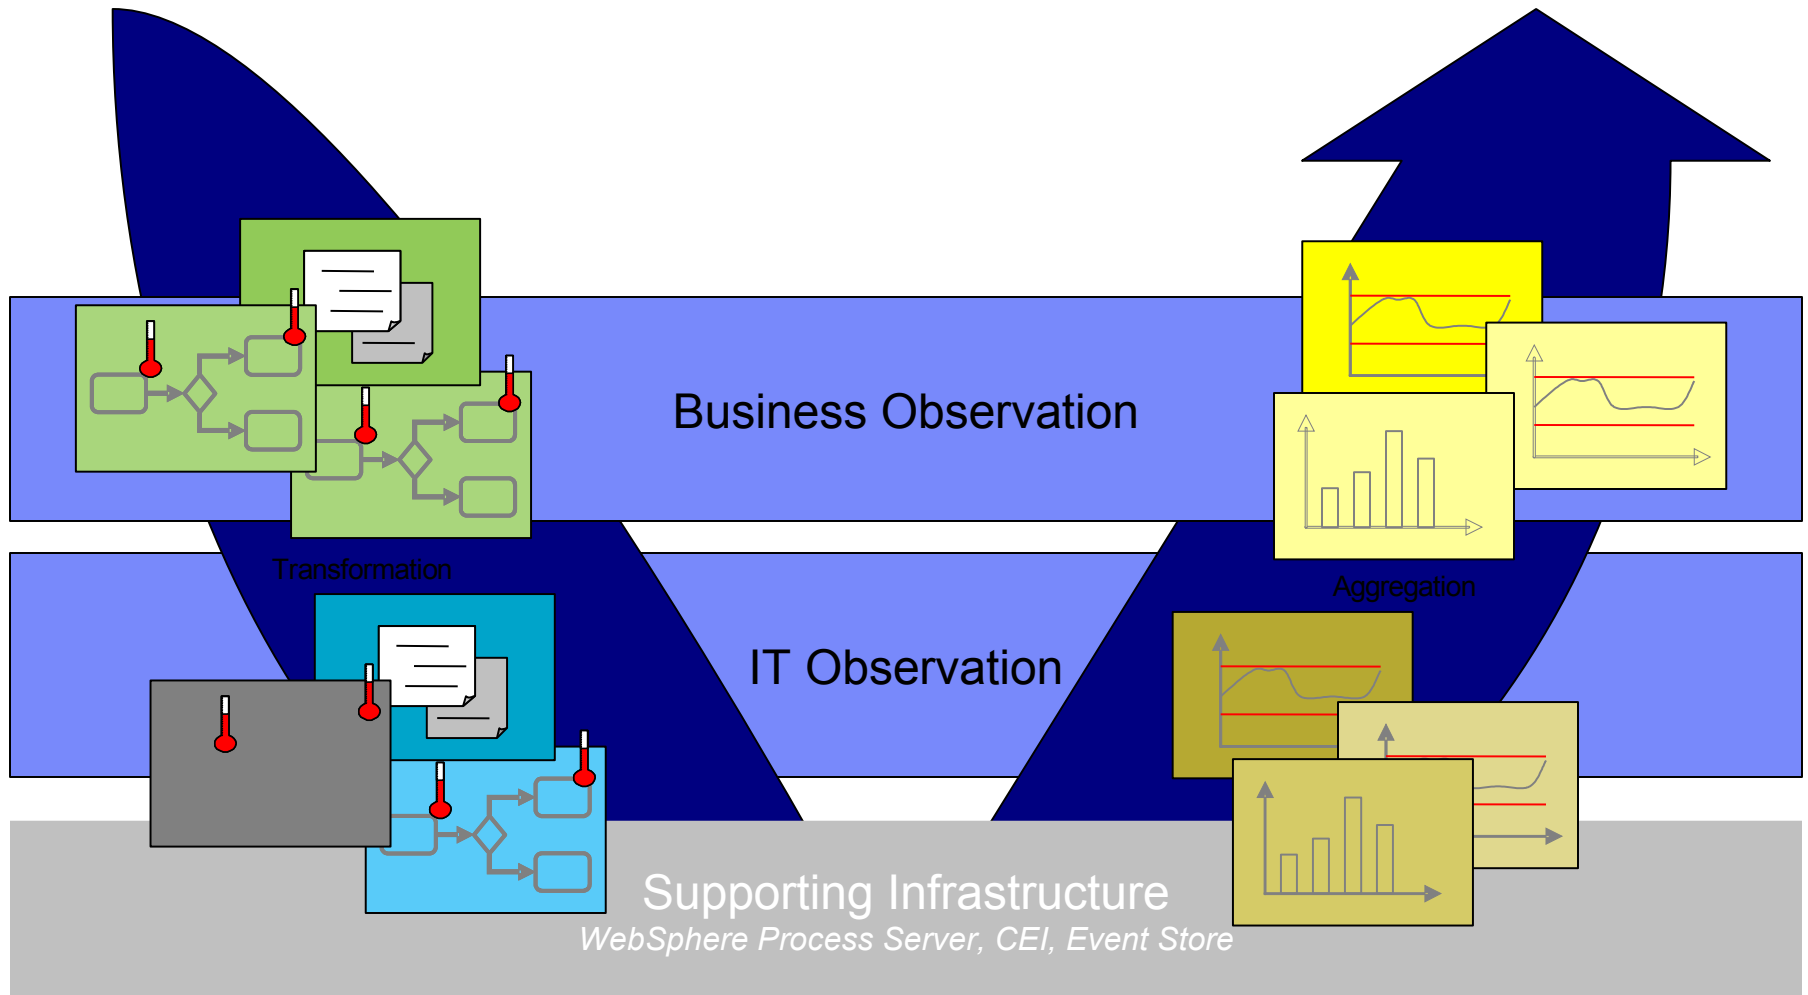 Business Observation
Transformation
Aggregation
IT Observation
Supporting Infrastructure
WebSphere Process Server, CEI, Event Store